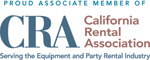 PROUD ASSOCIATE MEMBER OF
CRA California
Rental
Association
Serving the Equipment and Party Rental Industry